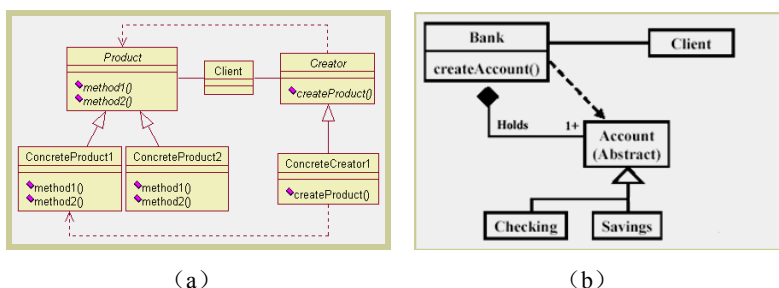 Product
method1()
method2()
Client
Creator
createProduct()
ConcreteProduct1
method1()
method2()
ConcreteProduct2
method1()
method2()
ConcreteCreator1
createProduct()
(a)
Bank
createAccount()
Client
Holds
1+
Account
(Abstract)
Checking
Savings
(b)